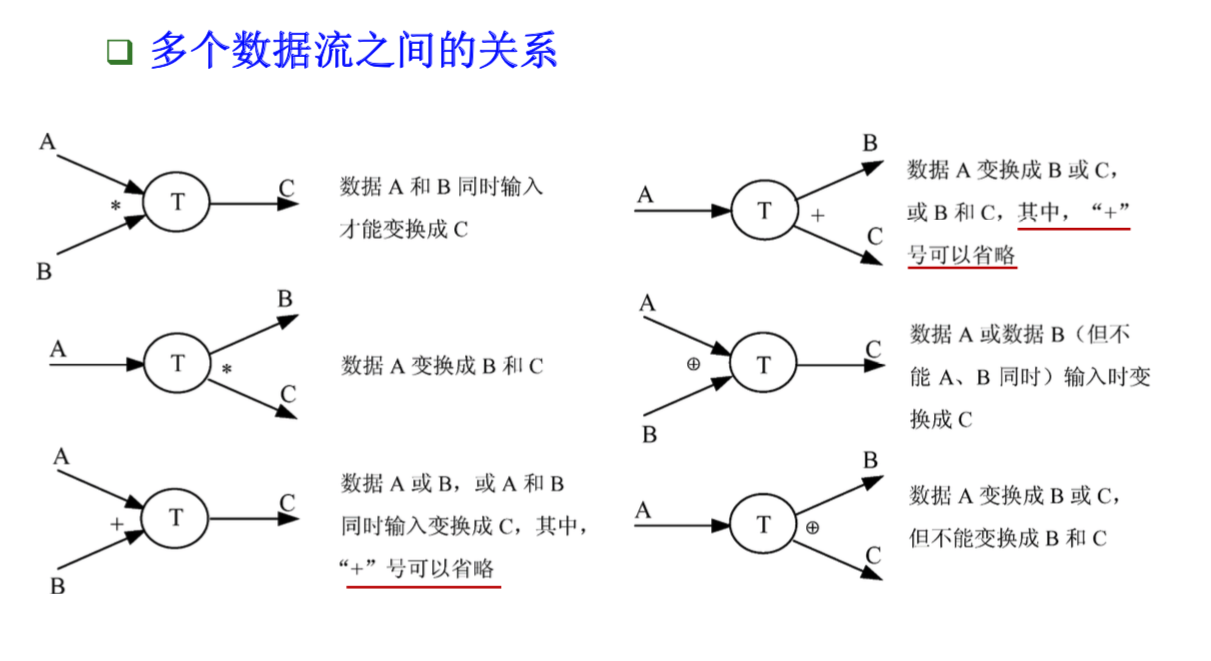 多个数据流之间的关系
A
*
T
C
B
数据 A 和 B 同时输入
才能变换成 C
A
T
*
B
C
数据 A 变换成 B 和 C
A
+
T
C
B
数据 A 或 B，或 A 和 B
同时输入变换成 C，其中，
“+”号可以省略
A
T
+
B
C
数据 A 变换成 B 或 C，
或 B 和 C，其中，“+”
号可以省略
A
⊕
T
C
B
数据 A 或数据 B（但不
能 A、B 同时）输入时变
换成 C
A
T
⊕
B
C
数据 A 变换成 B 或 C，
但不能变换成 B 和 C